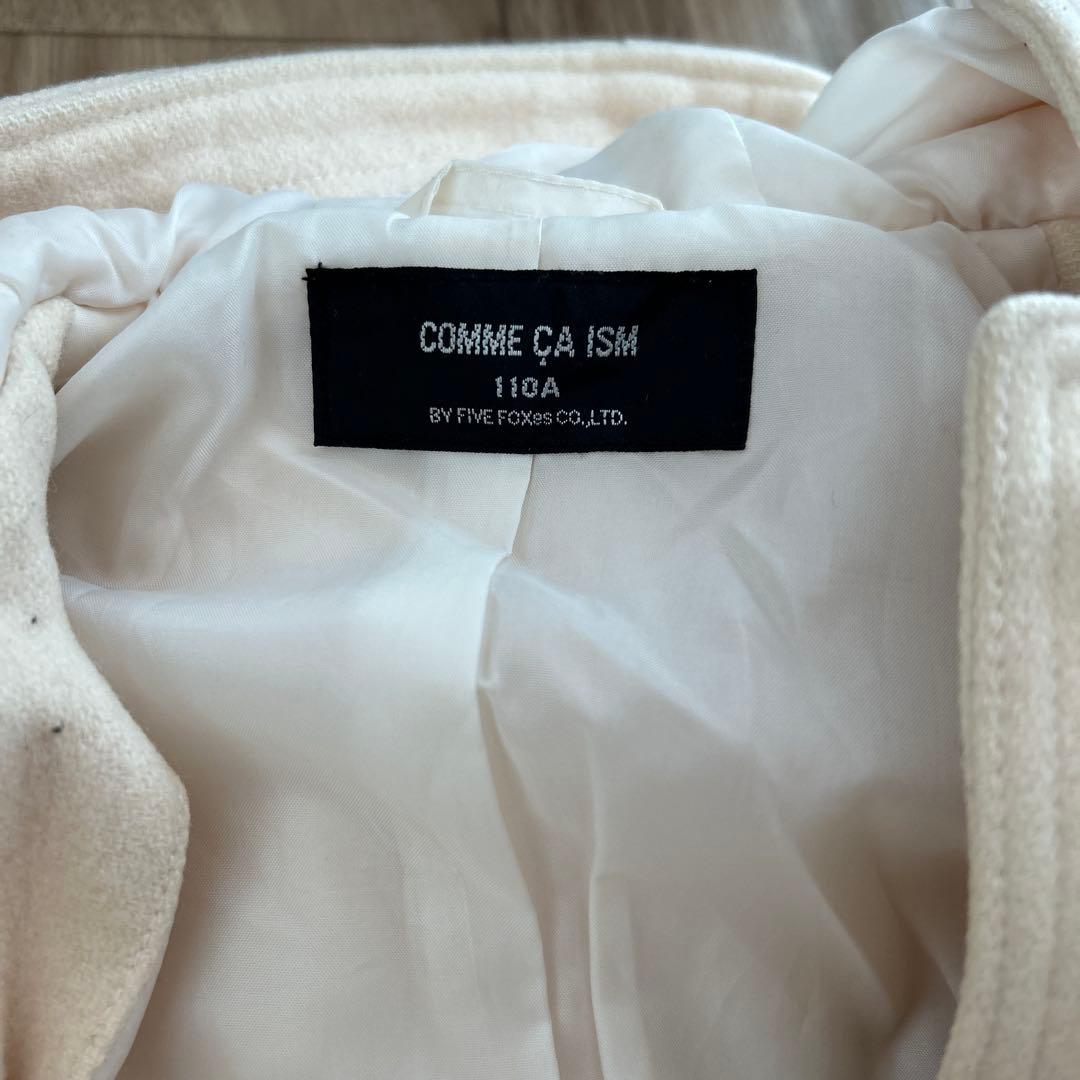 COMME ÇA ISM
110A
BY FIVE FOXes CO.,LTD.